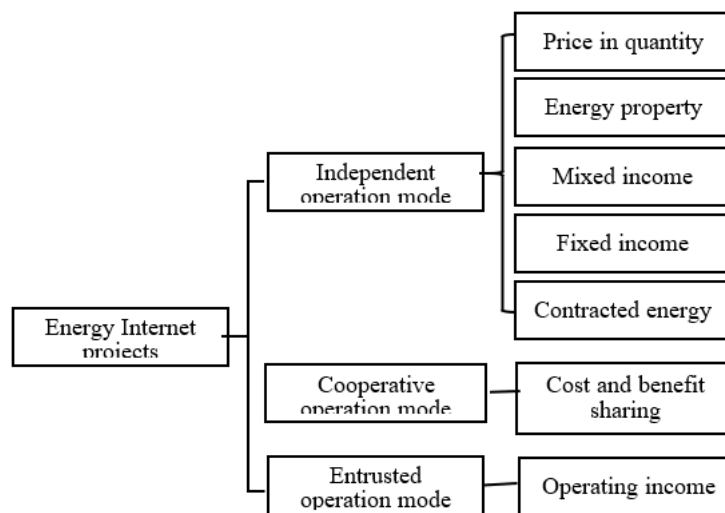 Price in quantity
Energy property
Independent
operation mode
Mixed income
Fixed income
Contracted energy
Energy Internet
projects
Cooperative
operation mode
Cost and benefit
sharing
Entrusted
operation mode
Operating income